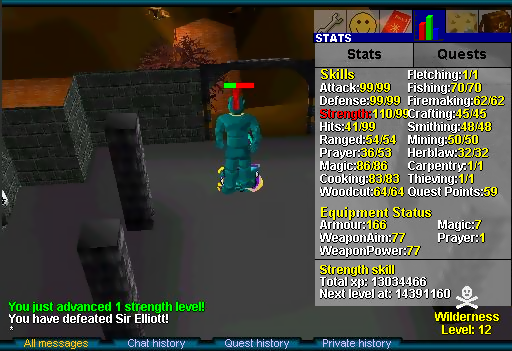 STATS
Stats Quests
Skills Fletching:1/1
Attack:99/99 Fishing:70/70
Defense:99/99 Firemaking:62/62
Strength:110/99 Crafting:45/45
Hits:41/99 Smithing:48/48
Ranged:54/54 Mining:50/50
Prayer:36/53 Herblaw:32/32
Magic:86/86 Carpentry:1/1
Cooking:83/83 Thieving:1/1
Woodcut:64/64 Quest Points:59
Equipment Status
Armour:166 Magic:7
WeaponAim:77 Prayer:1
WeaponPower:77
Strength skill
Total xp: 13034466
Next level at: 14391160
You just advanced 1 strength level!
You have defeated Sir Elliott!
*
Wilderness
Level: 12
All messages Chat history Quest history Private history